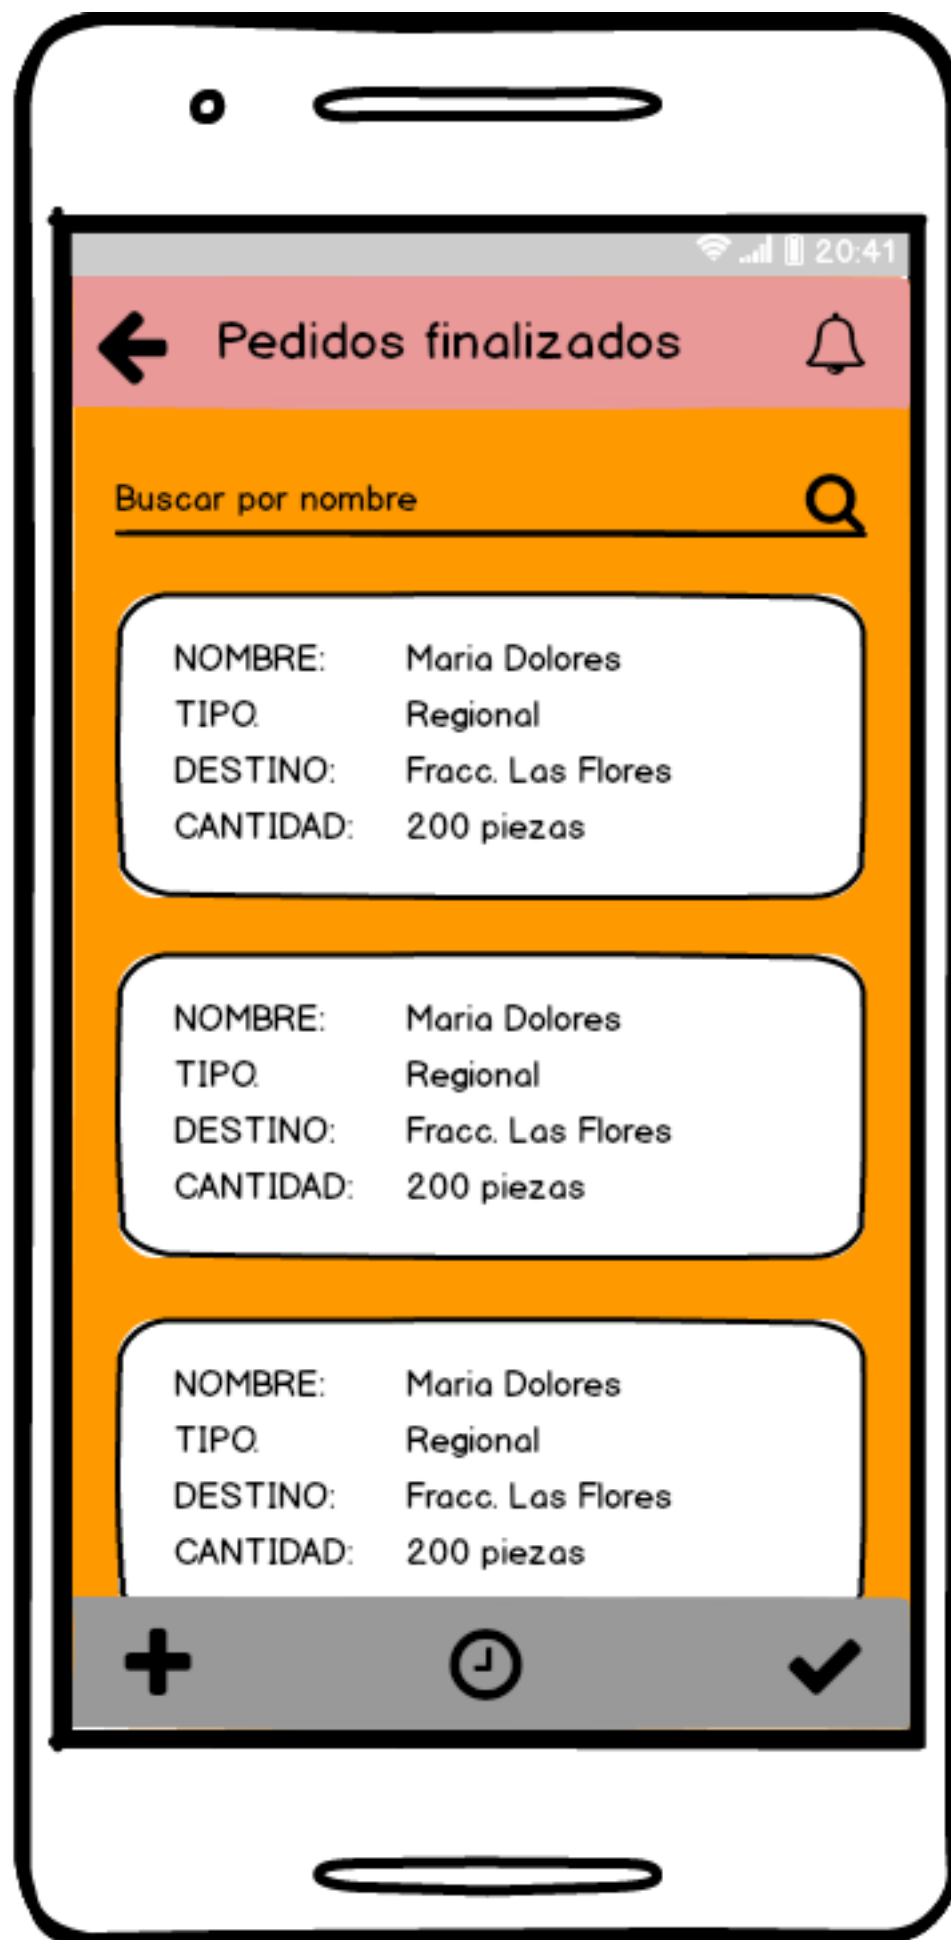 20:41
Pedidos finalizados
Buscar por nombre
NOMBRE: Maria Dolores
TIPO. Regional
DESTINO: Fracc. Las Flores
CANTIDAD: 200 piezas
NOMBRE: Maria Dolores
TIPO. Regional
DESTINO: Fracc. Las Flores
CANTIDAD: 200 piezas
NOMBRE: Maria Dolores
TIPO. Regional
DESTINO: Fracc. Las Flores
CANTIDAD: 200 piezas